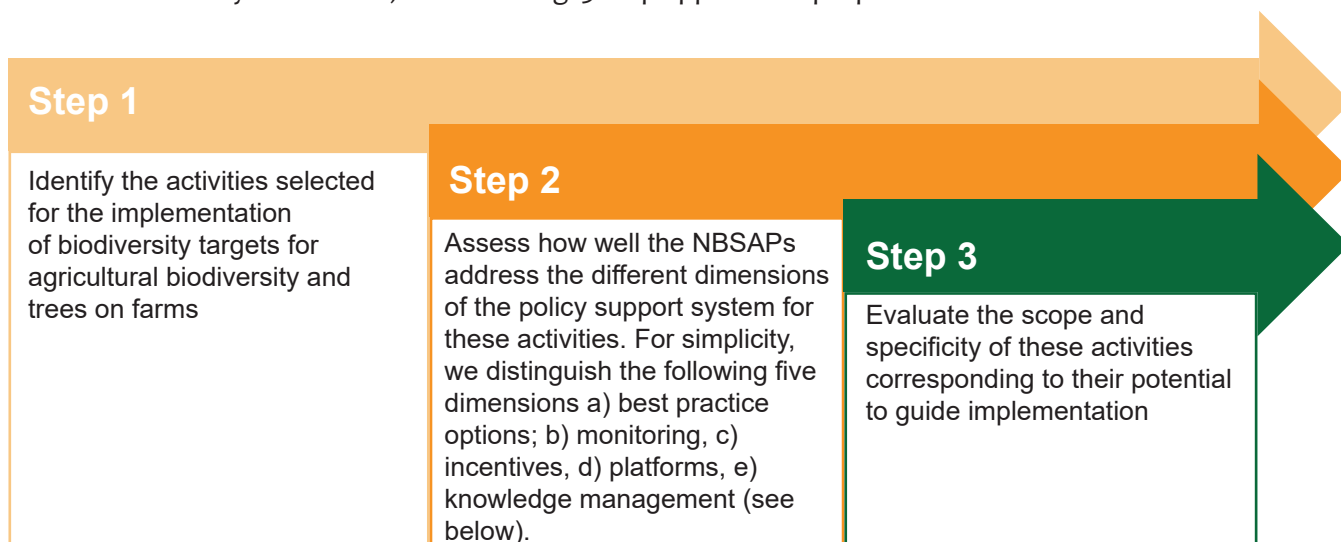 Step 1
Identify the activities selected
for the implementation
of biodiversity targets for
agricultural biodiversity and
trees on farms
Step 2
Assess how well the NBSAPs
address the different dimensions
of the policy support system for
these activities. For simplicity,
we distinguish the following five
dimensions a) best practice
options; b) monitoring, c)
incentives, d) platforms, e)
knowledge management (see
below).
Step 3
Evaluate the scope and
specificity of these activities
corresponding to their potential
to guide implementation